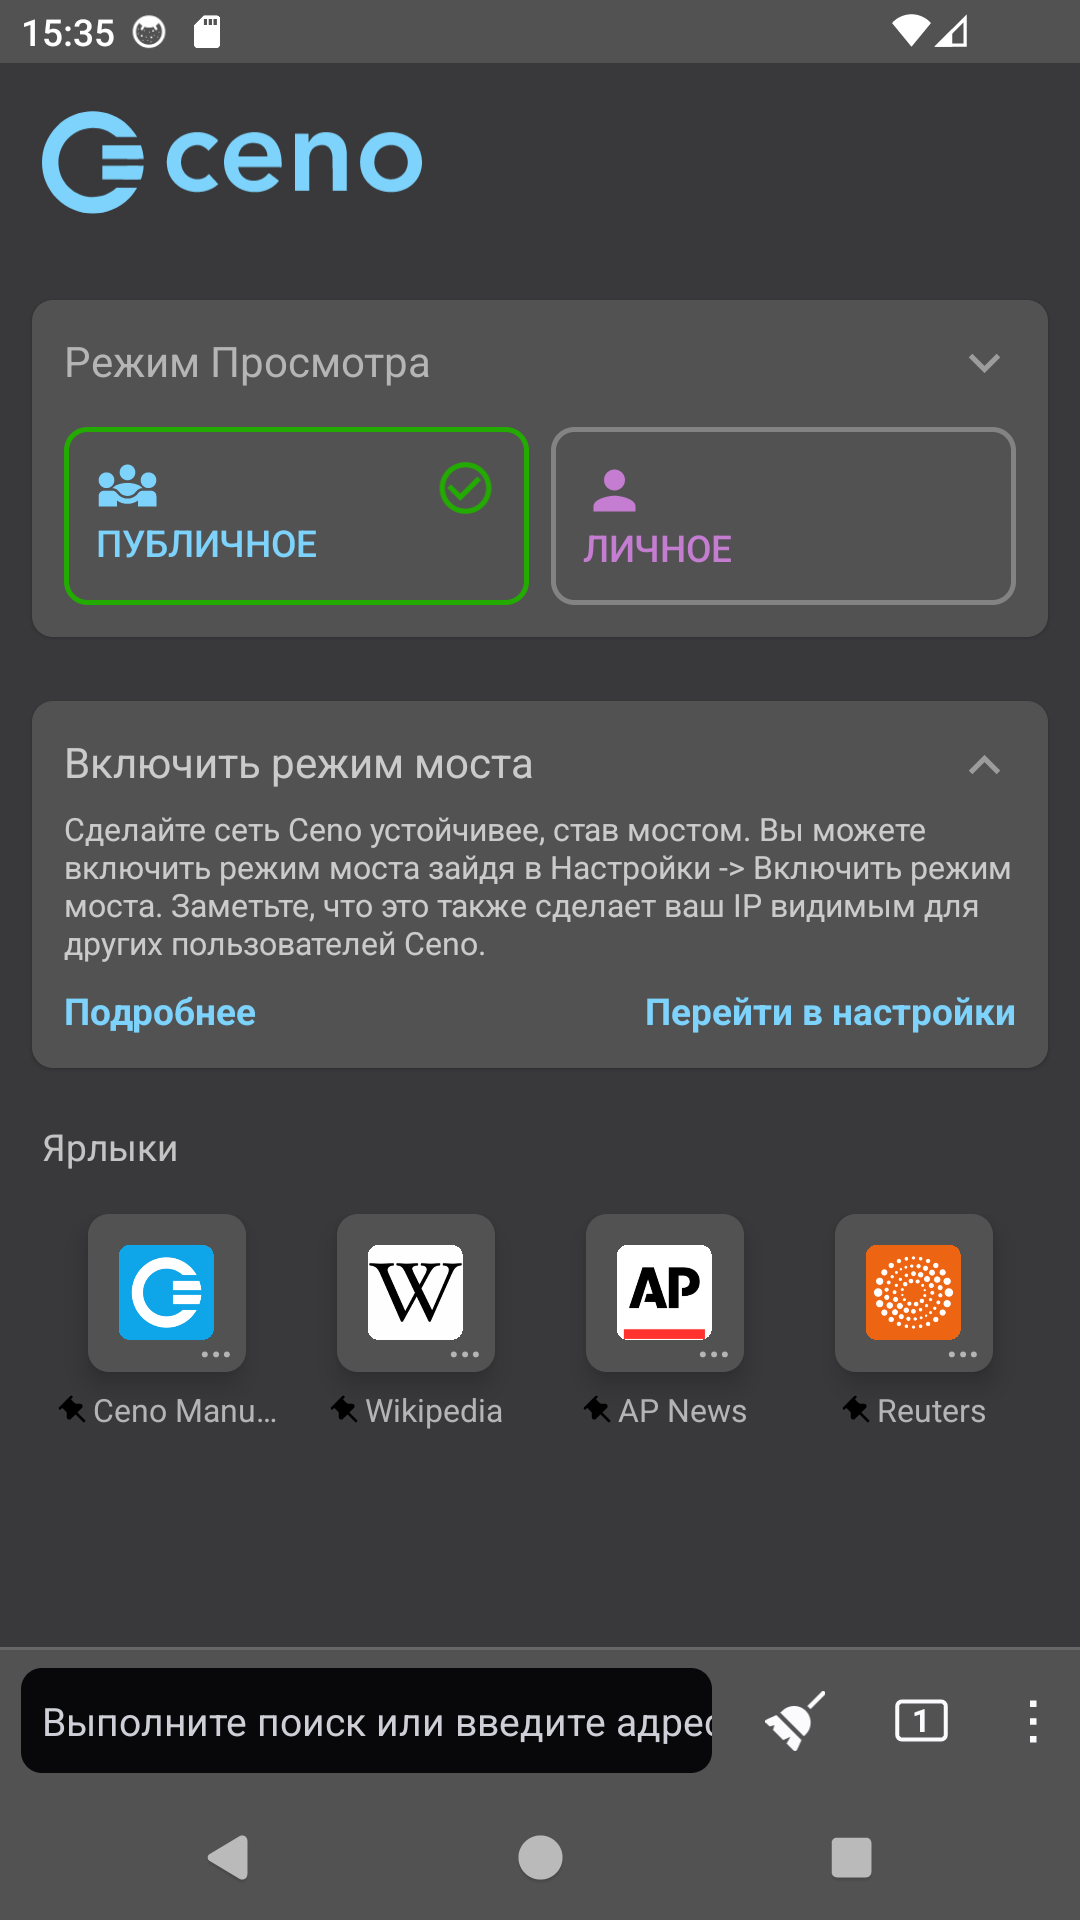 15:35
ceno
Режим Просмотра
ПУБЛИЧНОЕ
ЛИЧНОЕ
Включить режим моста
Сделайте сеть Ceno устойчивее, став мостом. Вы можете
включить режим моста зайдя в Настройки -> Включить режим
моста. Заметьте, что это также сделает ваш IP видимым для
других пользователей Ceno.
Подробнее
Перейти в настройки
Ярлыки
W
AP
Ceno Manu...
Wikipedia
AP News
Reuters
Выполните поиск или введите адрес
1